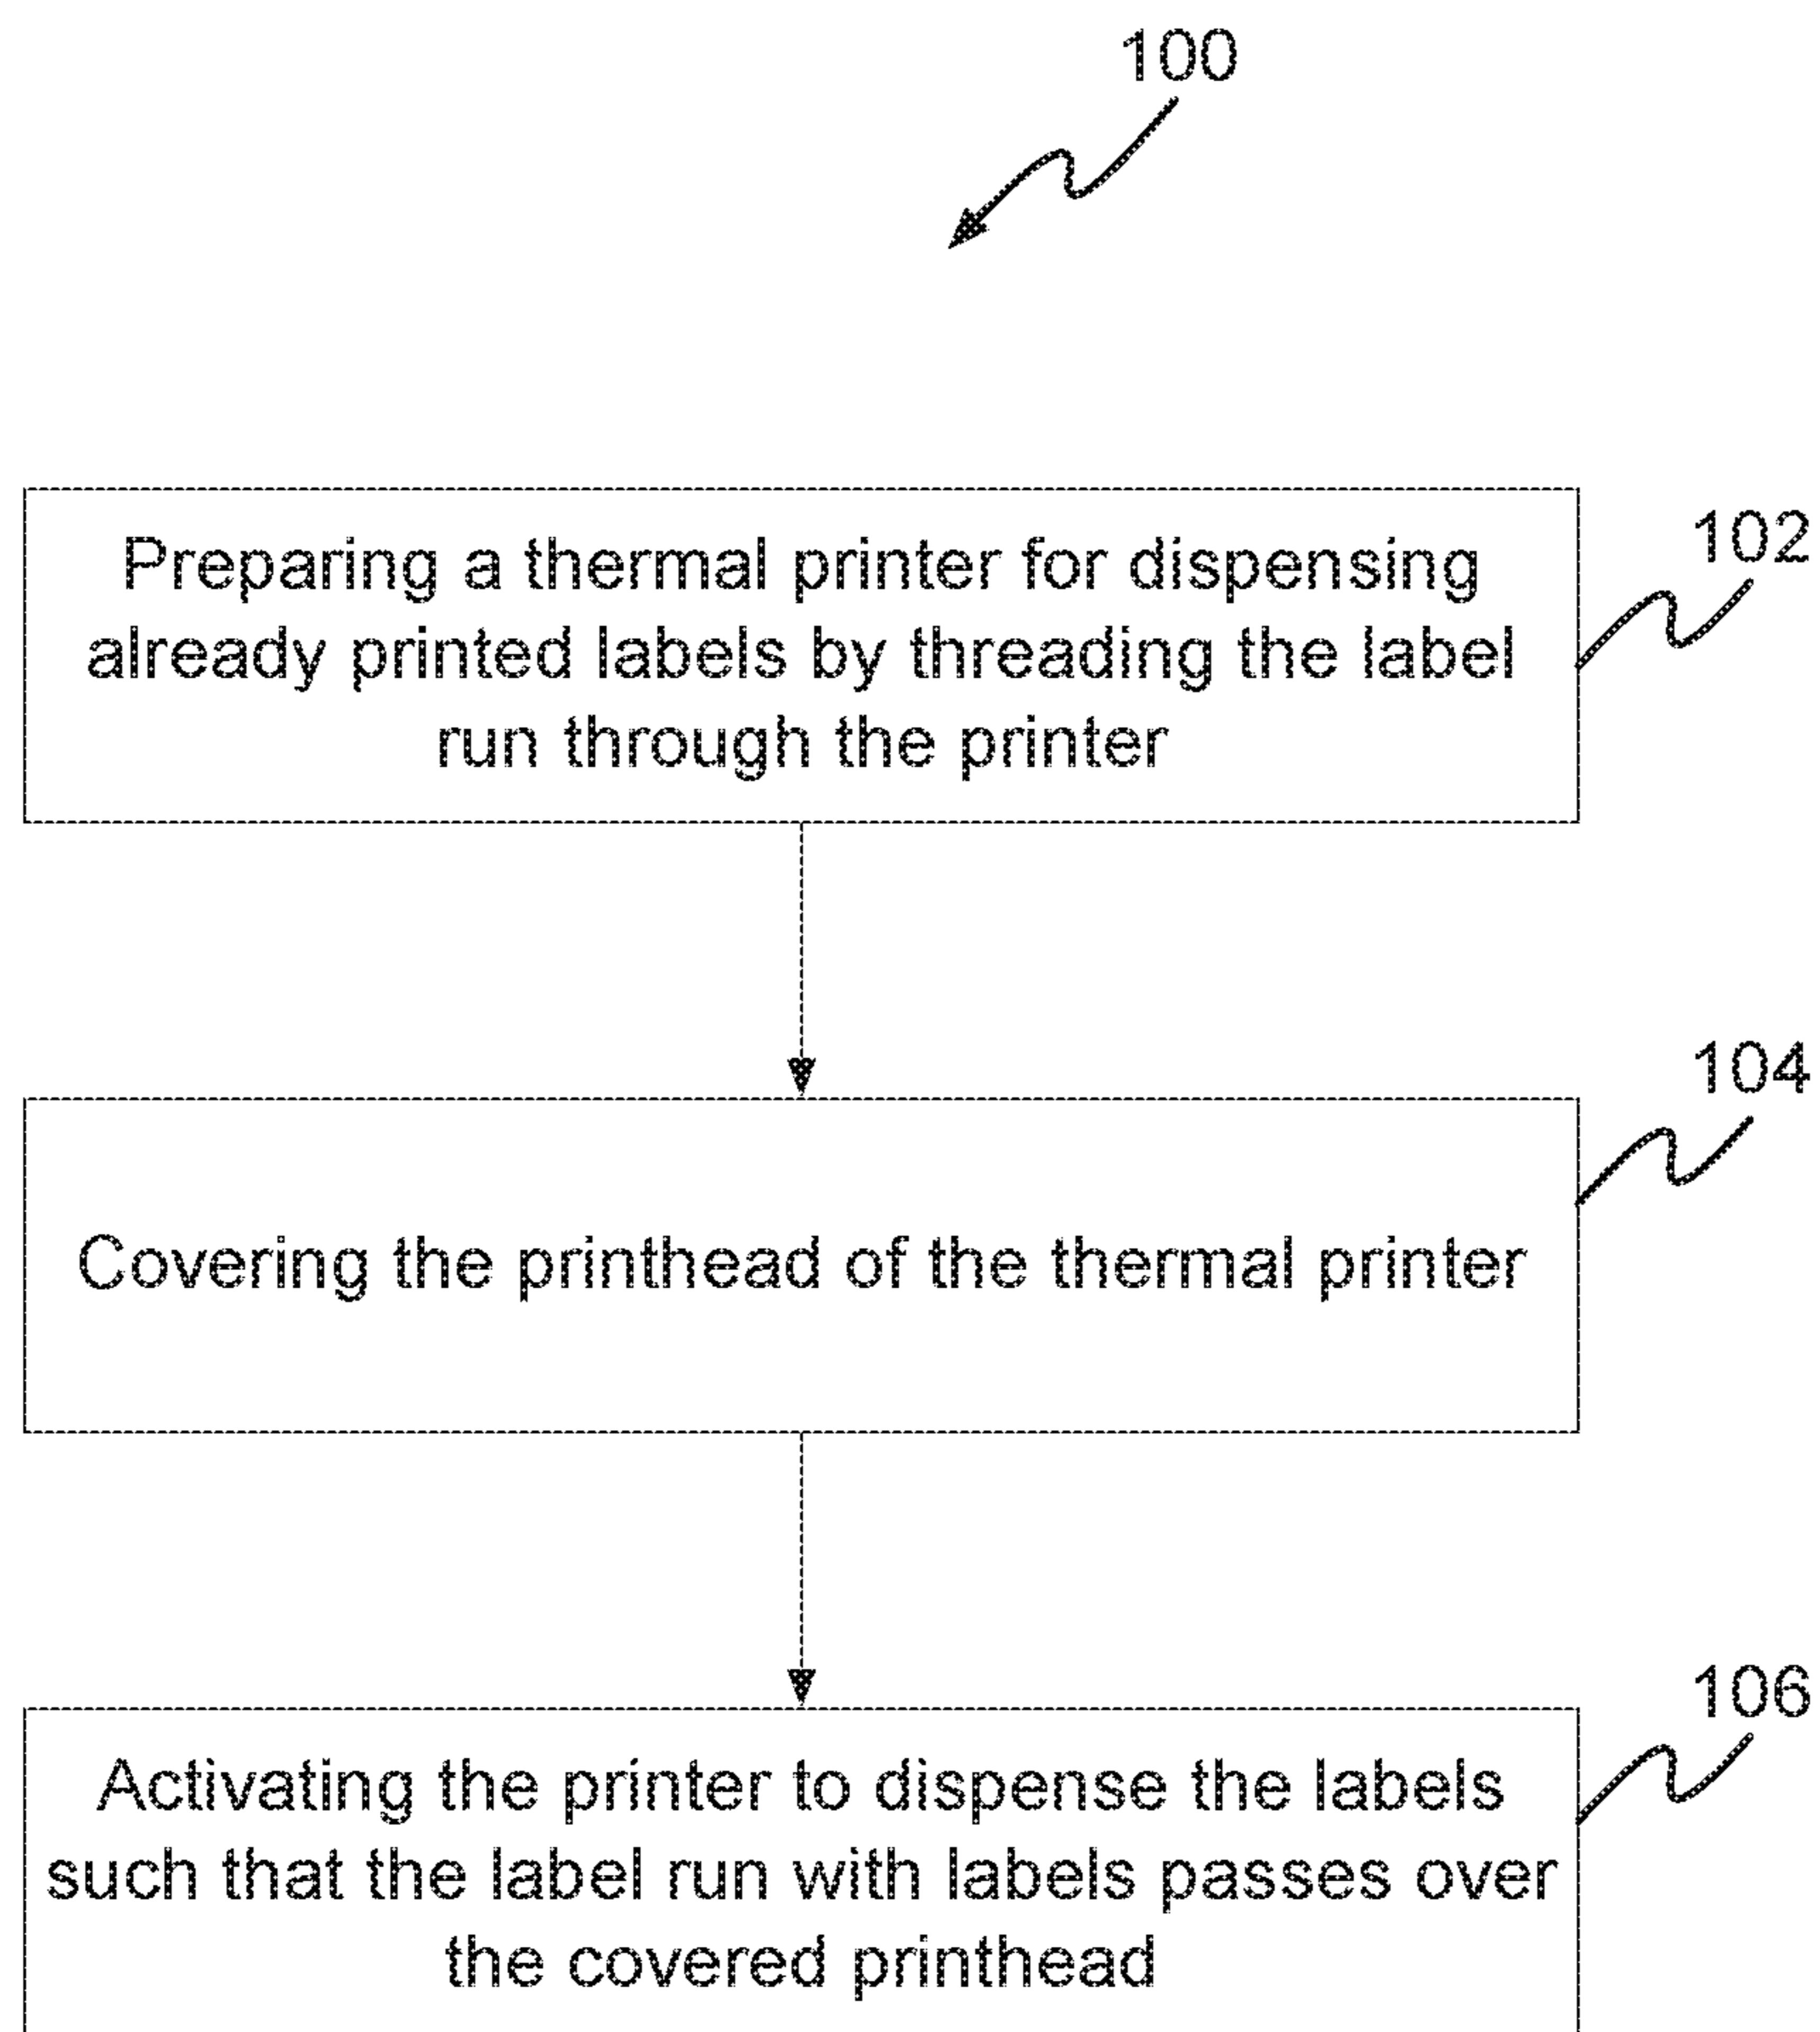 100
Preparing a thermal printer for dispensing
already printed labels by threading the label
run through the printer
102
Covering the printhead of the thermal printer
104
Activating the printer to dispense the labels
such that the label run with labels passes over
the covered printhead
106